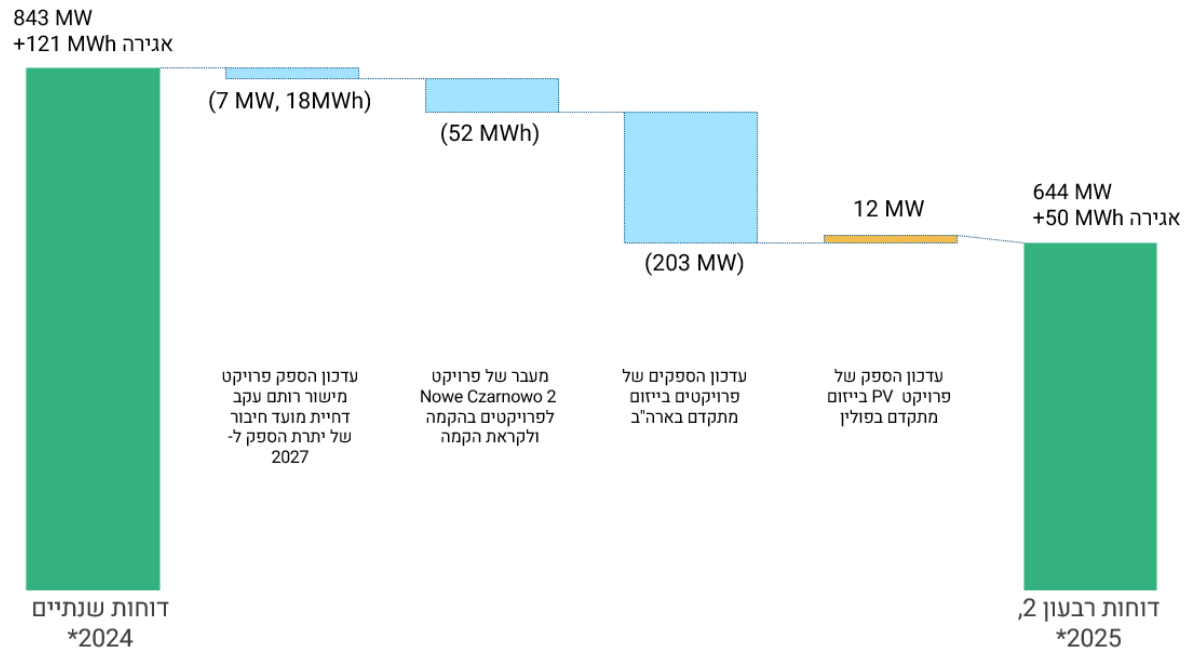 843 MW
+121 MWh אגירה
(7 MW, 18MWh)
(52 MWh)
(203 MW)
12 MW
644 MW
+50 MWh אגירה
עדכון הספק פרויקט
מישור רותם עקב
דחיית מועד חיבור
של יתרת הספק ל-
2027
מעבר של פרויקט
Nowe Czarnowo 2
לפרויקטים בהקמה
ולקראת הקמה
עדכון הספקים של
פרויקטים בייזום
מתקדם בארה"ב
עדכון הספק של
פרויקט PV בייזום
מתקדם בפולין
דוחות שנתיים
2024*
דוחות רבעון 2,
2025*